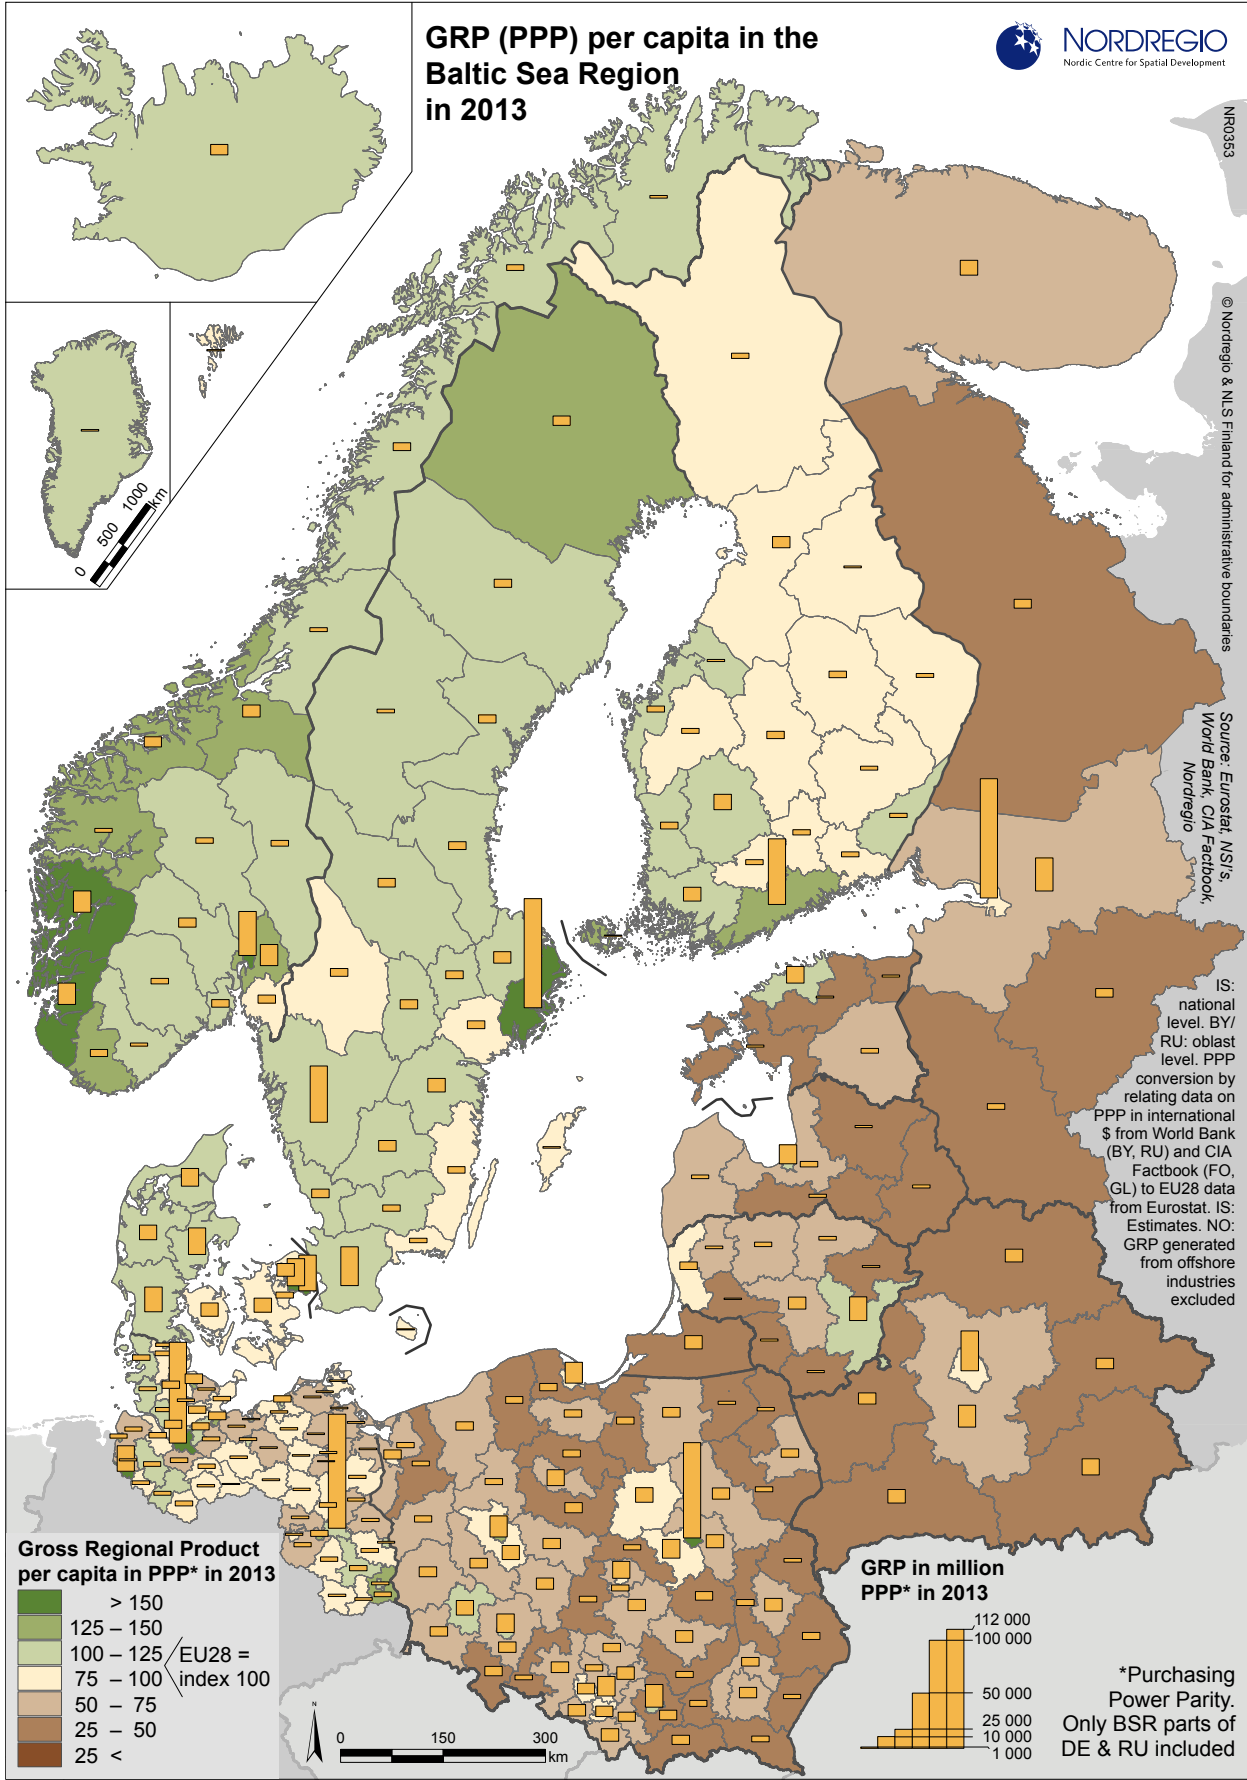 GRP (PPP) per capita in the
Baltic Sea Region
in 2013
NORDREGIO
Nordic Centre for Spatial Development
NR0353
© Nordregio & NLS Finland for administrative boundaries
Source: Eurostat, NSI's,
World Bank, CIA Factbook,
Nordregio
0
500
1000
km
IS:
national
level. BY/
RU: oblast
level. PPP
conversion by
relating data on
PPP in international
$ from World Bank
(BY, RU) and CIA
Factbook (FO,
GL) to EU28 data
from Eurostat. IS:
Estimates. NO:
GRP generated
from offshore
industries
excluded
Gross Regional Product
per capita in PPP* in 2013
> 150
125 – 150
100 – 125
75 – 100
50 – 75
25 – 50
25 <
EU28 =
index 100
N
0 150 300
km
GRP in million
PPP* in 2013
112 000
100 000
50 000
25 000
10 000
1 000
*Purchasing
Power Parity.
Only BSR parts of
DE & RU included